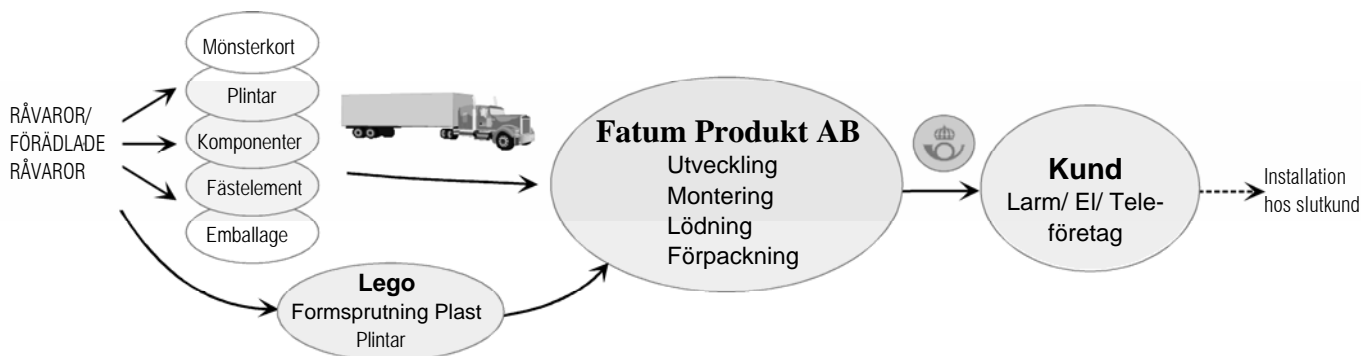 RÅVAROR/
FÖRÄDLADE
RÅVAROR
Mönsterkort
Plintar
Komponenter
Fästelement
Emballage
Lego
Formsprutning Plast
Plintar
Fatum Produkt AB
Utveckling
Montering
Lödning
Förpackning
Kund
Larm/ El/ Tele-
företag
Installation
hos slutkund